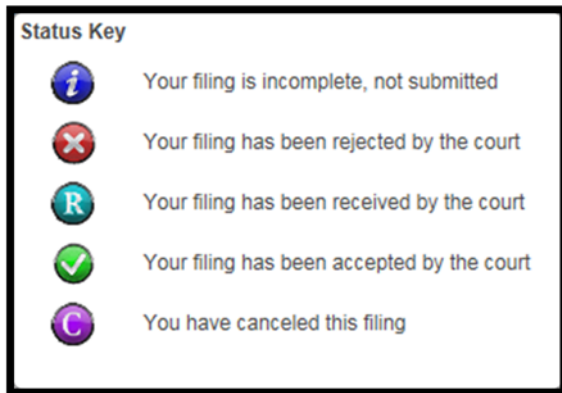 Status Key
i Your filing is incomplete, not submitted
Your filing has been rejected by the court
R Your filing has been received by the court
Your filing has been accepted by the court
C You have canceled this filing